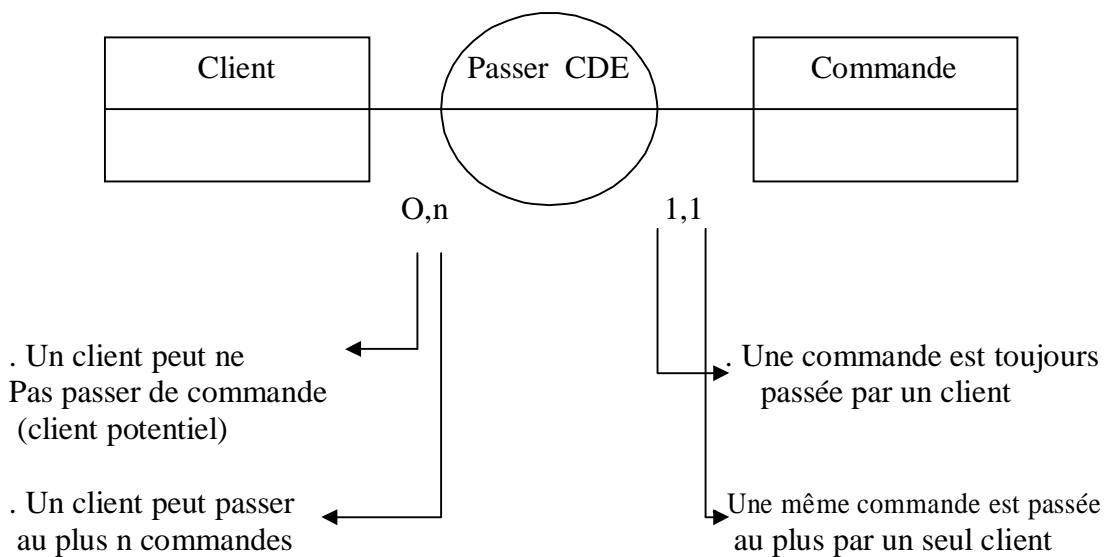 Client
Passer CDE
Commande
O,n
1,1
. Un client peut ne
Pas passer de commande
(client potentiel)
. Une commande est toujours
passée par un client
. Un client peut passer
au plus n commandes
Une même commande est passée
au plus par un seul client